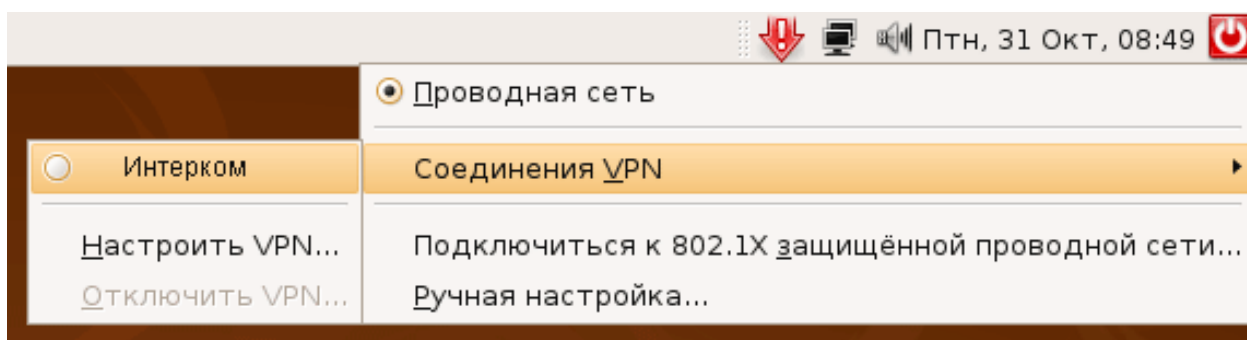 Птн, 31 Окт, 08:49
Проводная сеть
Интерком
Соединения VPN
Настроить VPN...
Отключить VPN...
Подключиться к 802.1X защищённой проводной сети...
Ручная настройка...